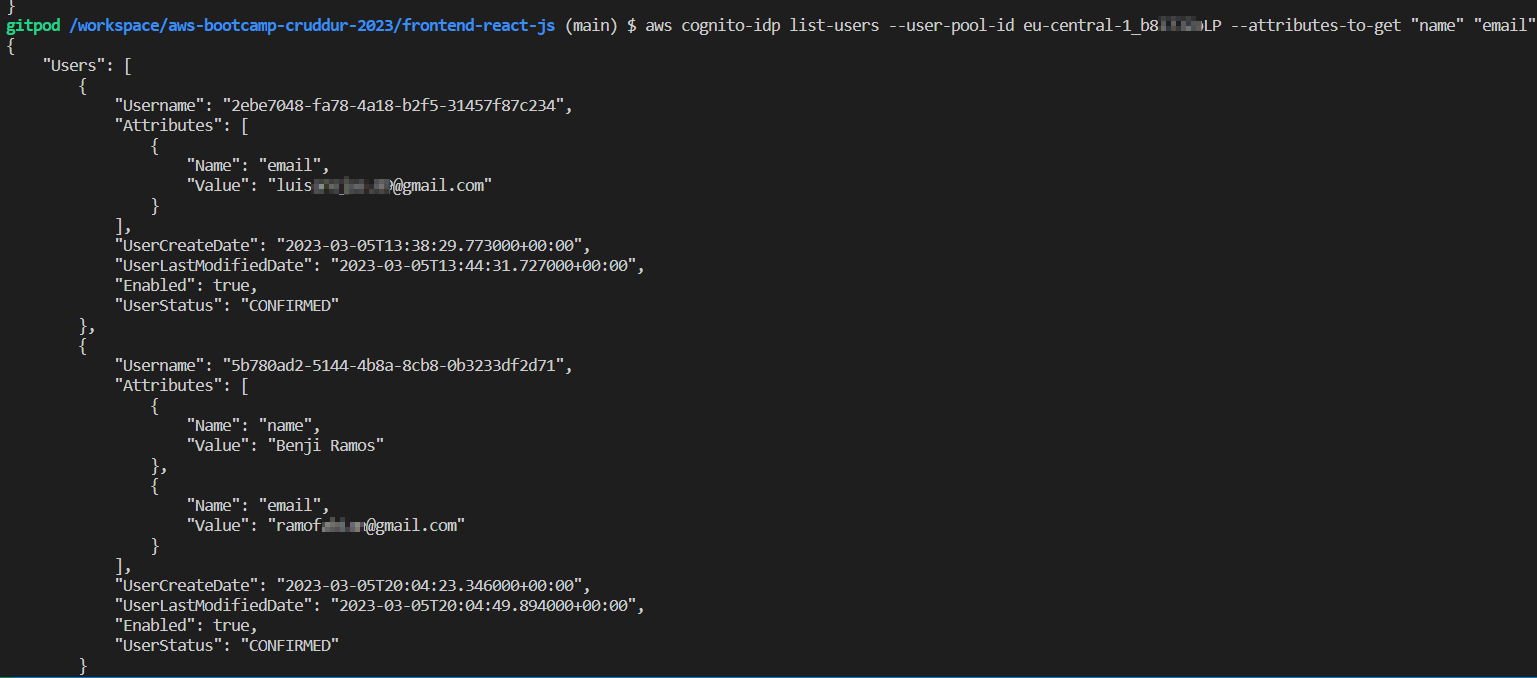 }
gitpod /workspace/aws-bootcamp-cruddur-2023/frontend-react-js (main) $ aws cognito-idp list-users --user-pool-id eu-central-1_b8 LP --attributes-to-get "name" "email"
{
    "Users": [
        {
            "Username": "2ebe7048-fa78-4a18-b2f5-31457f87c234",
            "Attributes": [
                {
                    "Name": "email",
                    "Value": "luis @gmail.com"
                }
            ],
            "UserCreateDate": "2023-03-05T13:38:29.773000+00:00",
            "UserLastModifiedDate": "2023-03-05T13:44:31.727000+00:00",
            "Enabled": true,
            "UserStatus": "CONFIRMED"
        },
        {
            "Username": "5b780ad2-5144-4b8a-8cb8-0b3233df2d71",
            "Attributes": [
                {
                    "Name": "name",
                    "Value": "Benji Ramos"
                },
                {
                    "Name": "email",
                    "Value": "ramof @gmail.com"
                }
            ],
            "UserCreateDate": "2023-03-05T20:04:23.346000+00:00",
            "UserLastModifiedDate": "2023-03-05T20:04:49.894000+00:00",
            "Enabled": true,
            "UserStatus": "CONFIRMED"
        }